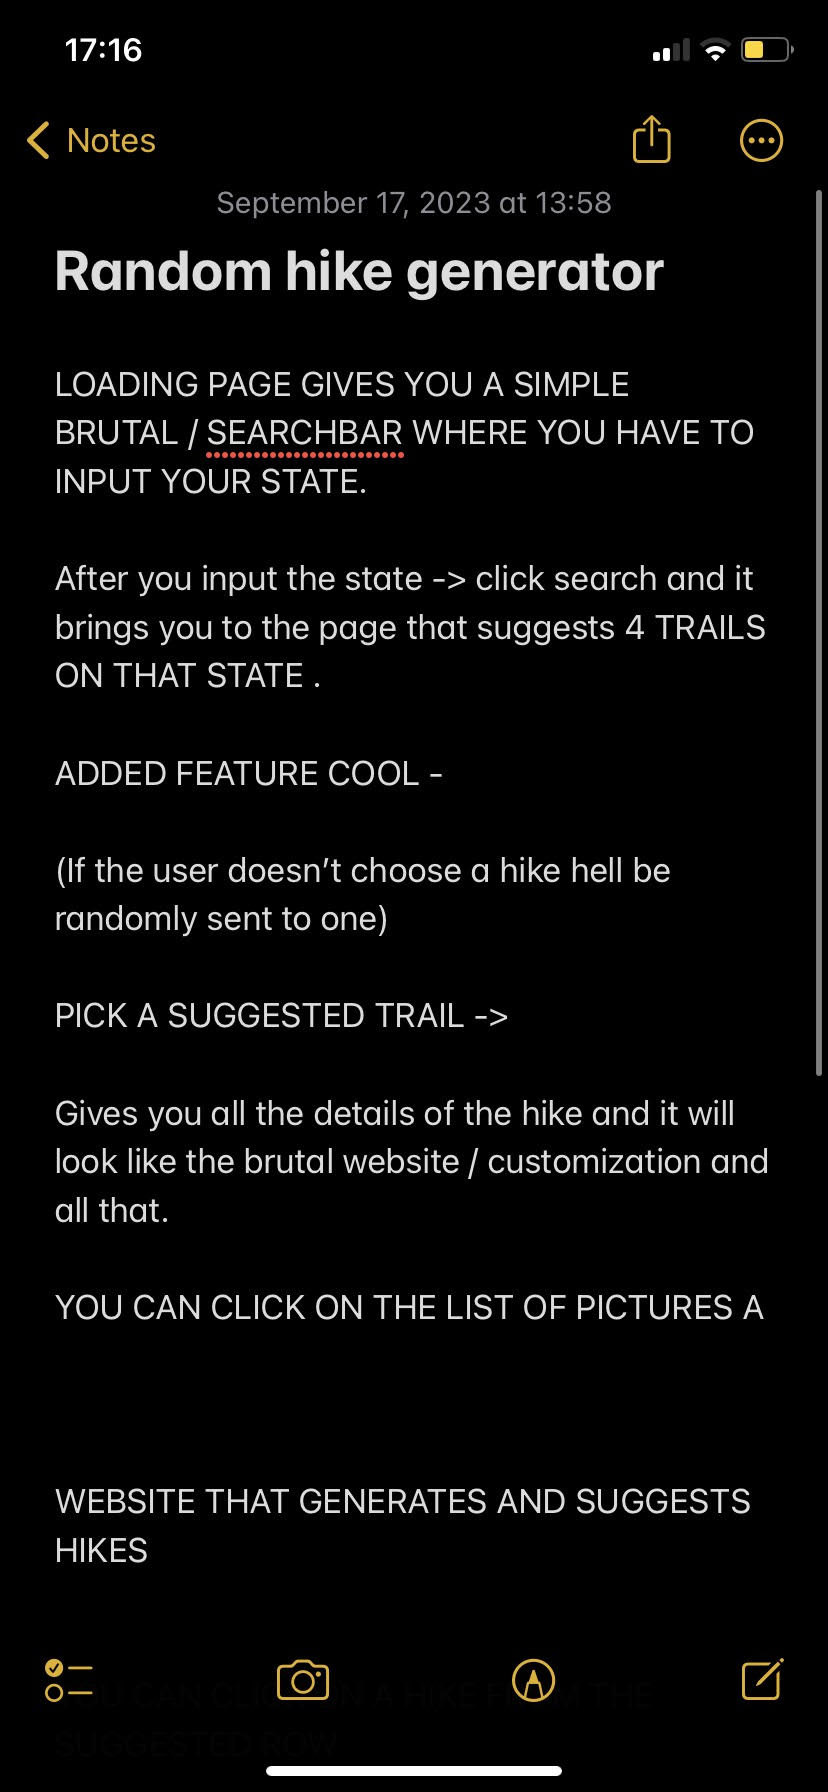 17:16
Notes
September 17, 2023 at 13:58
Random hike generator
LOADING PAGE GIVES YOU A SIMPLE
BRUTAL / SEARCHBAR WHERE YOU HAVE TO
INPUT YOUR STATE.
After you input the state -> click search and it
brings you to the page that suggests 4 TRAILS
ON THAT STATE .
ADDED FEATURE COOL -
(If the user doesn’t choose a hike hell be
randomly sent to one)
PICK A SUGGESTED TRAIL ->
Gives you all the details of the hike and it will
look like the brutal website / customization and
all that.
YOU CAN CLICK ON THE LIST OF PICTURES A
WEBSITE THAT GENERATES AND SUGGESTS
HIKES
CAN A HIKE THE
SUGGESTED ROW